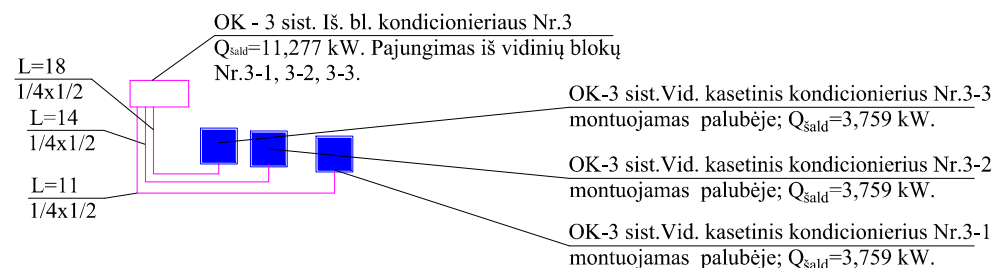 OK - 3 sist. Iš. bl. kondicionieriaus Nr.3
Qšald=11,277 kW. Pajungimas iš vidinių blokų
Nr.3-1, 3-2, 3-3.
L=18
1/4x1/2
L=14
1/4x1/2
L=11
1/4x1/2
OK-3 sist.Vid. kasetinis kondicionierius Nr.3-3
montuojamas palubėje; Qšald=3,759 kW.
OK-3 sist.Vid. kasetinis kondicionierius Nr.3-2
montuojamas palubėje; Qšald=3,759 kW.
OK-3 sist.Vid. kasetinis kondicionierius Nr.3-1
montuojamas palubėje; Qšald=3,759 kW.